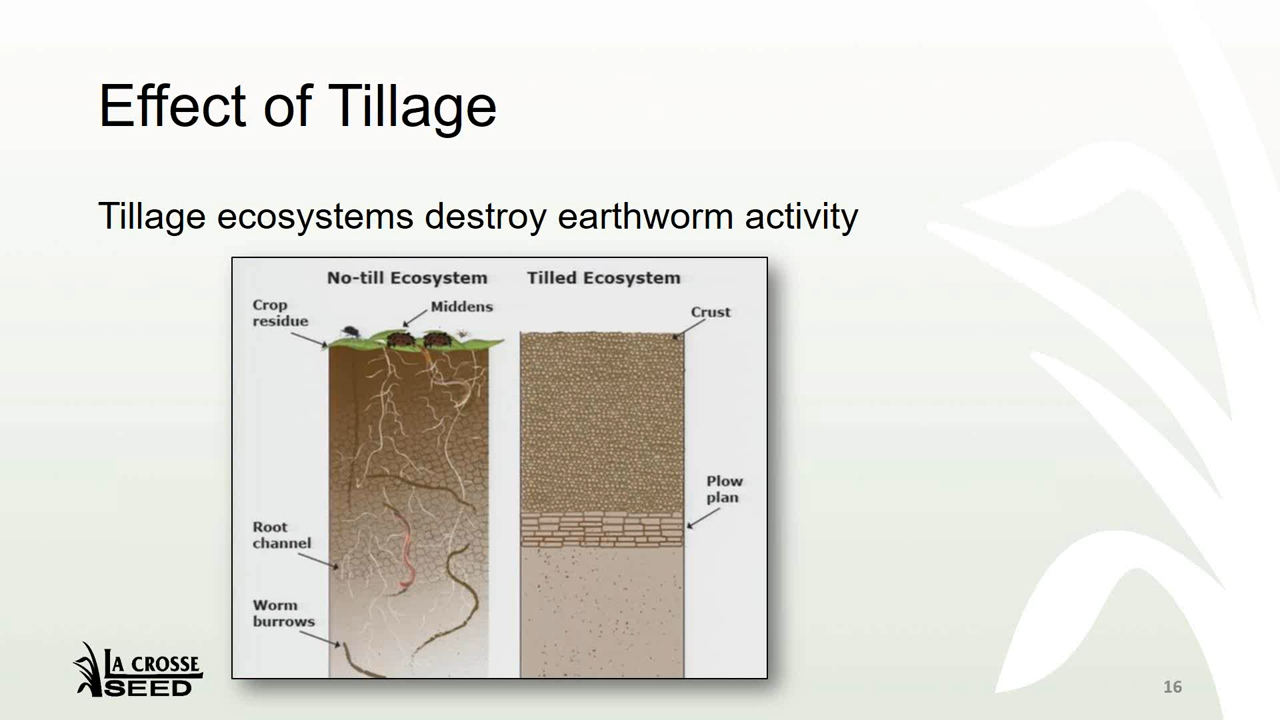 Effect of Tillage
Tillage ecosystems destroy earthworm activity
No-till Ecosystem
Tilled Ecosystem
Crop
residue
Middens
Crust
Plow
plan
Root
channel
Worm
burrows
LA CROSSE
SEED
16